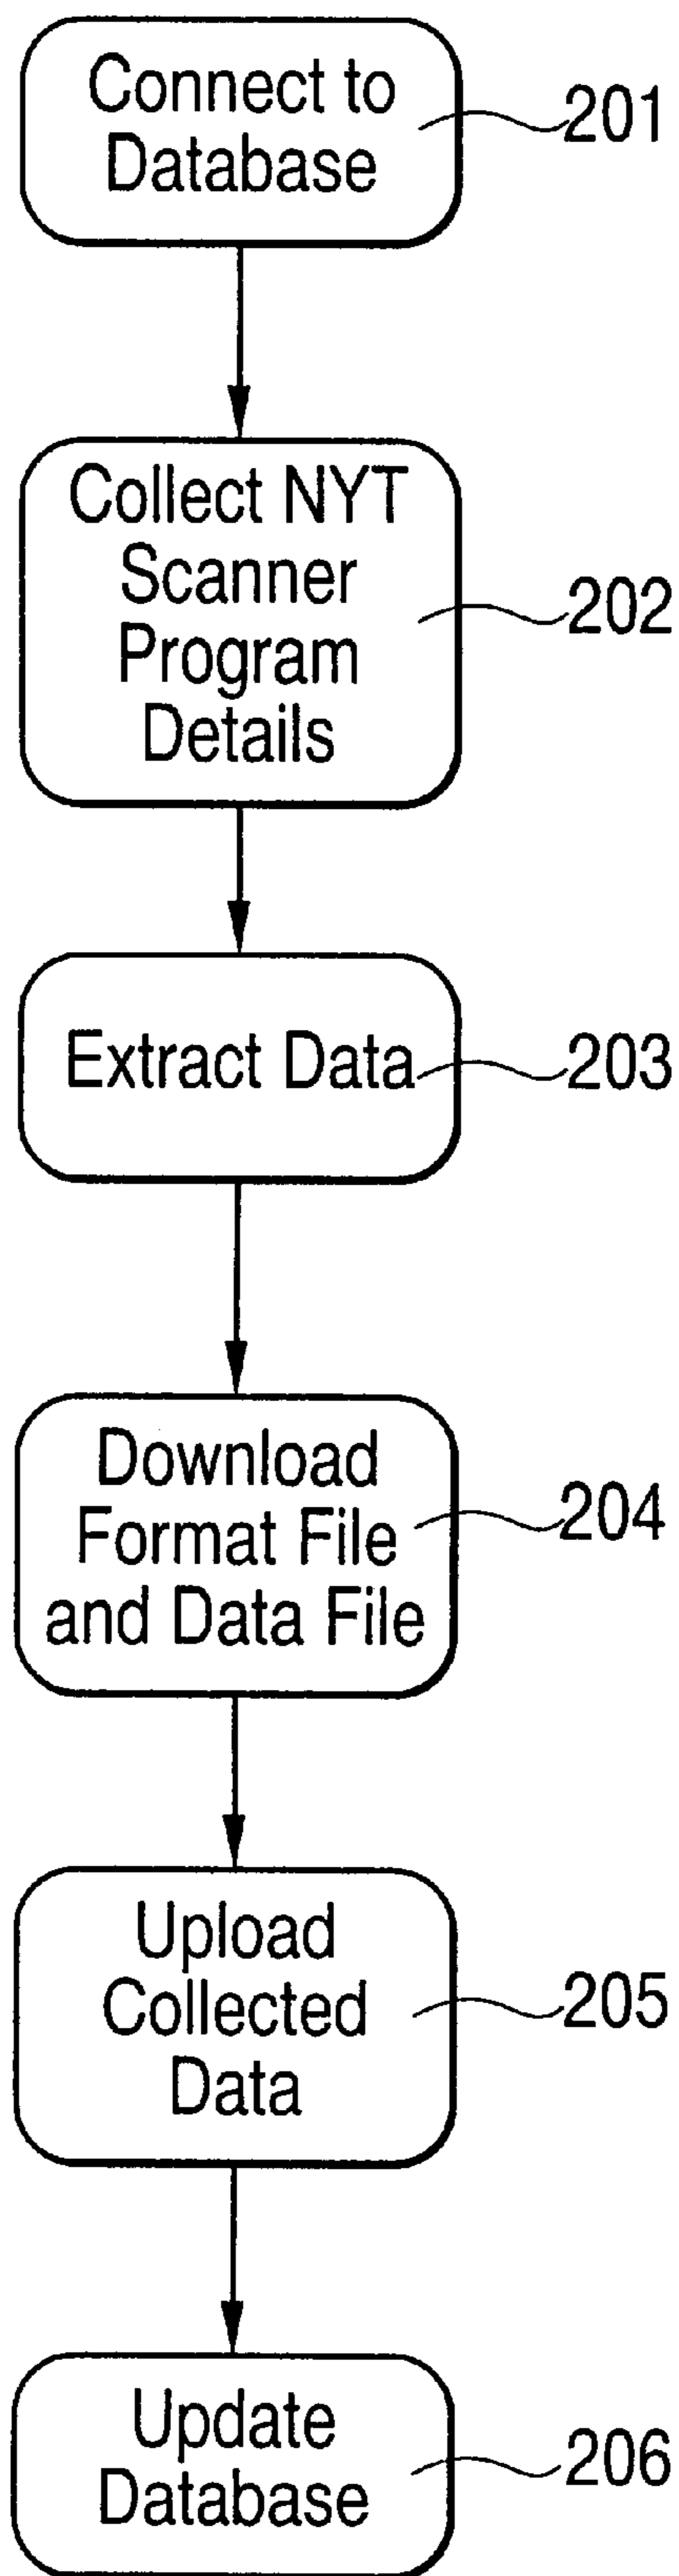 Connect to
Database
201
Collect NYT
Scanner
Program
Details
202
Extract Data
203
Download
Format File
and Data File
204
Upload
Collected
Data
205
Update
Database
206